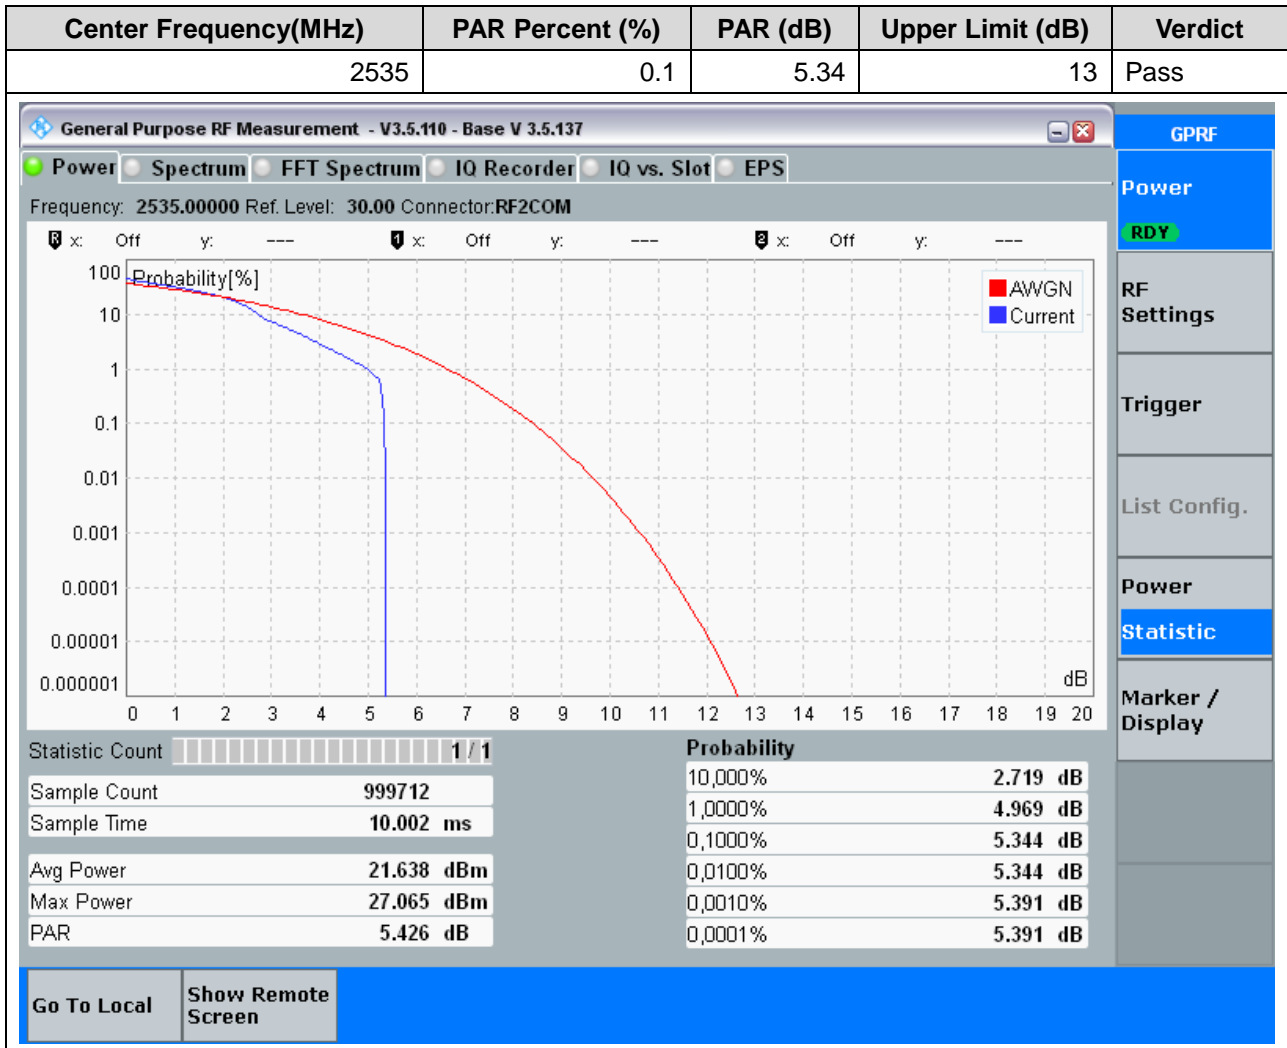 Center Frequency(MHz) PAR Percent (%) PAR (dB) Upper Limit (dB) Verdict
2535 0.1 5.34 13 Pass
General Purpose RF Measurement - V3.5.110 - Base V 3.5.137
GPRF
Power Spectrum FFT Spectrum IQ Recorder IQ vs. Slot EPS
Power
RDY
Frequency: 2535.00000 Ref. Level: 30.00 Connector:RF2COM
R x: Off y: --- 1 x: Off y: --- 2 x: Off y: ---
Probability[%]
AWGN
Current
100
10
1
0.1
0.01
0.001
0.0001
0.00001
0.000001
dB
0 1 2 3 4 5 6 7 8 9 10 11 12 13 14 15 16 17 18 19 20
RF
Settings
Trigger
List Config.
Power
Statistic
Marker /
Display
Statistic Count 1 / 1
Sample Count 999712
Sample Time 10.002 ms
Avg Power 21.638 dBm
Max Power 27.065 dBm
PAR 5.426 dB
Probability
10,000% 2.719 dB
1,0000% 4.969 dB
0,1000% 5.344 dB
0,0100% 5.344 dB
0,0010% 5.391 dB
0,0001% 5.391 dB
Go To Local
Show Remote
Screen